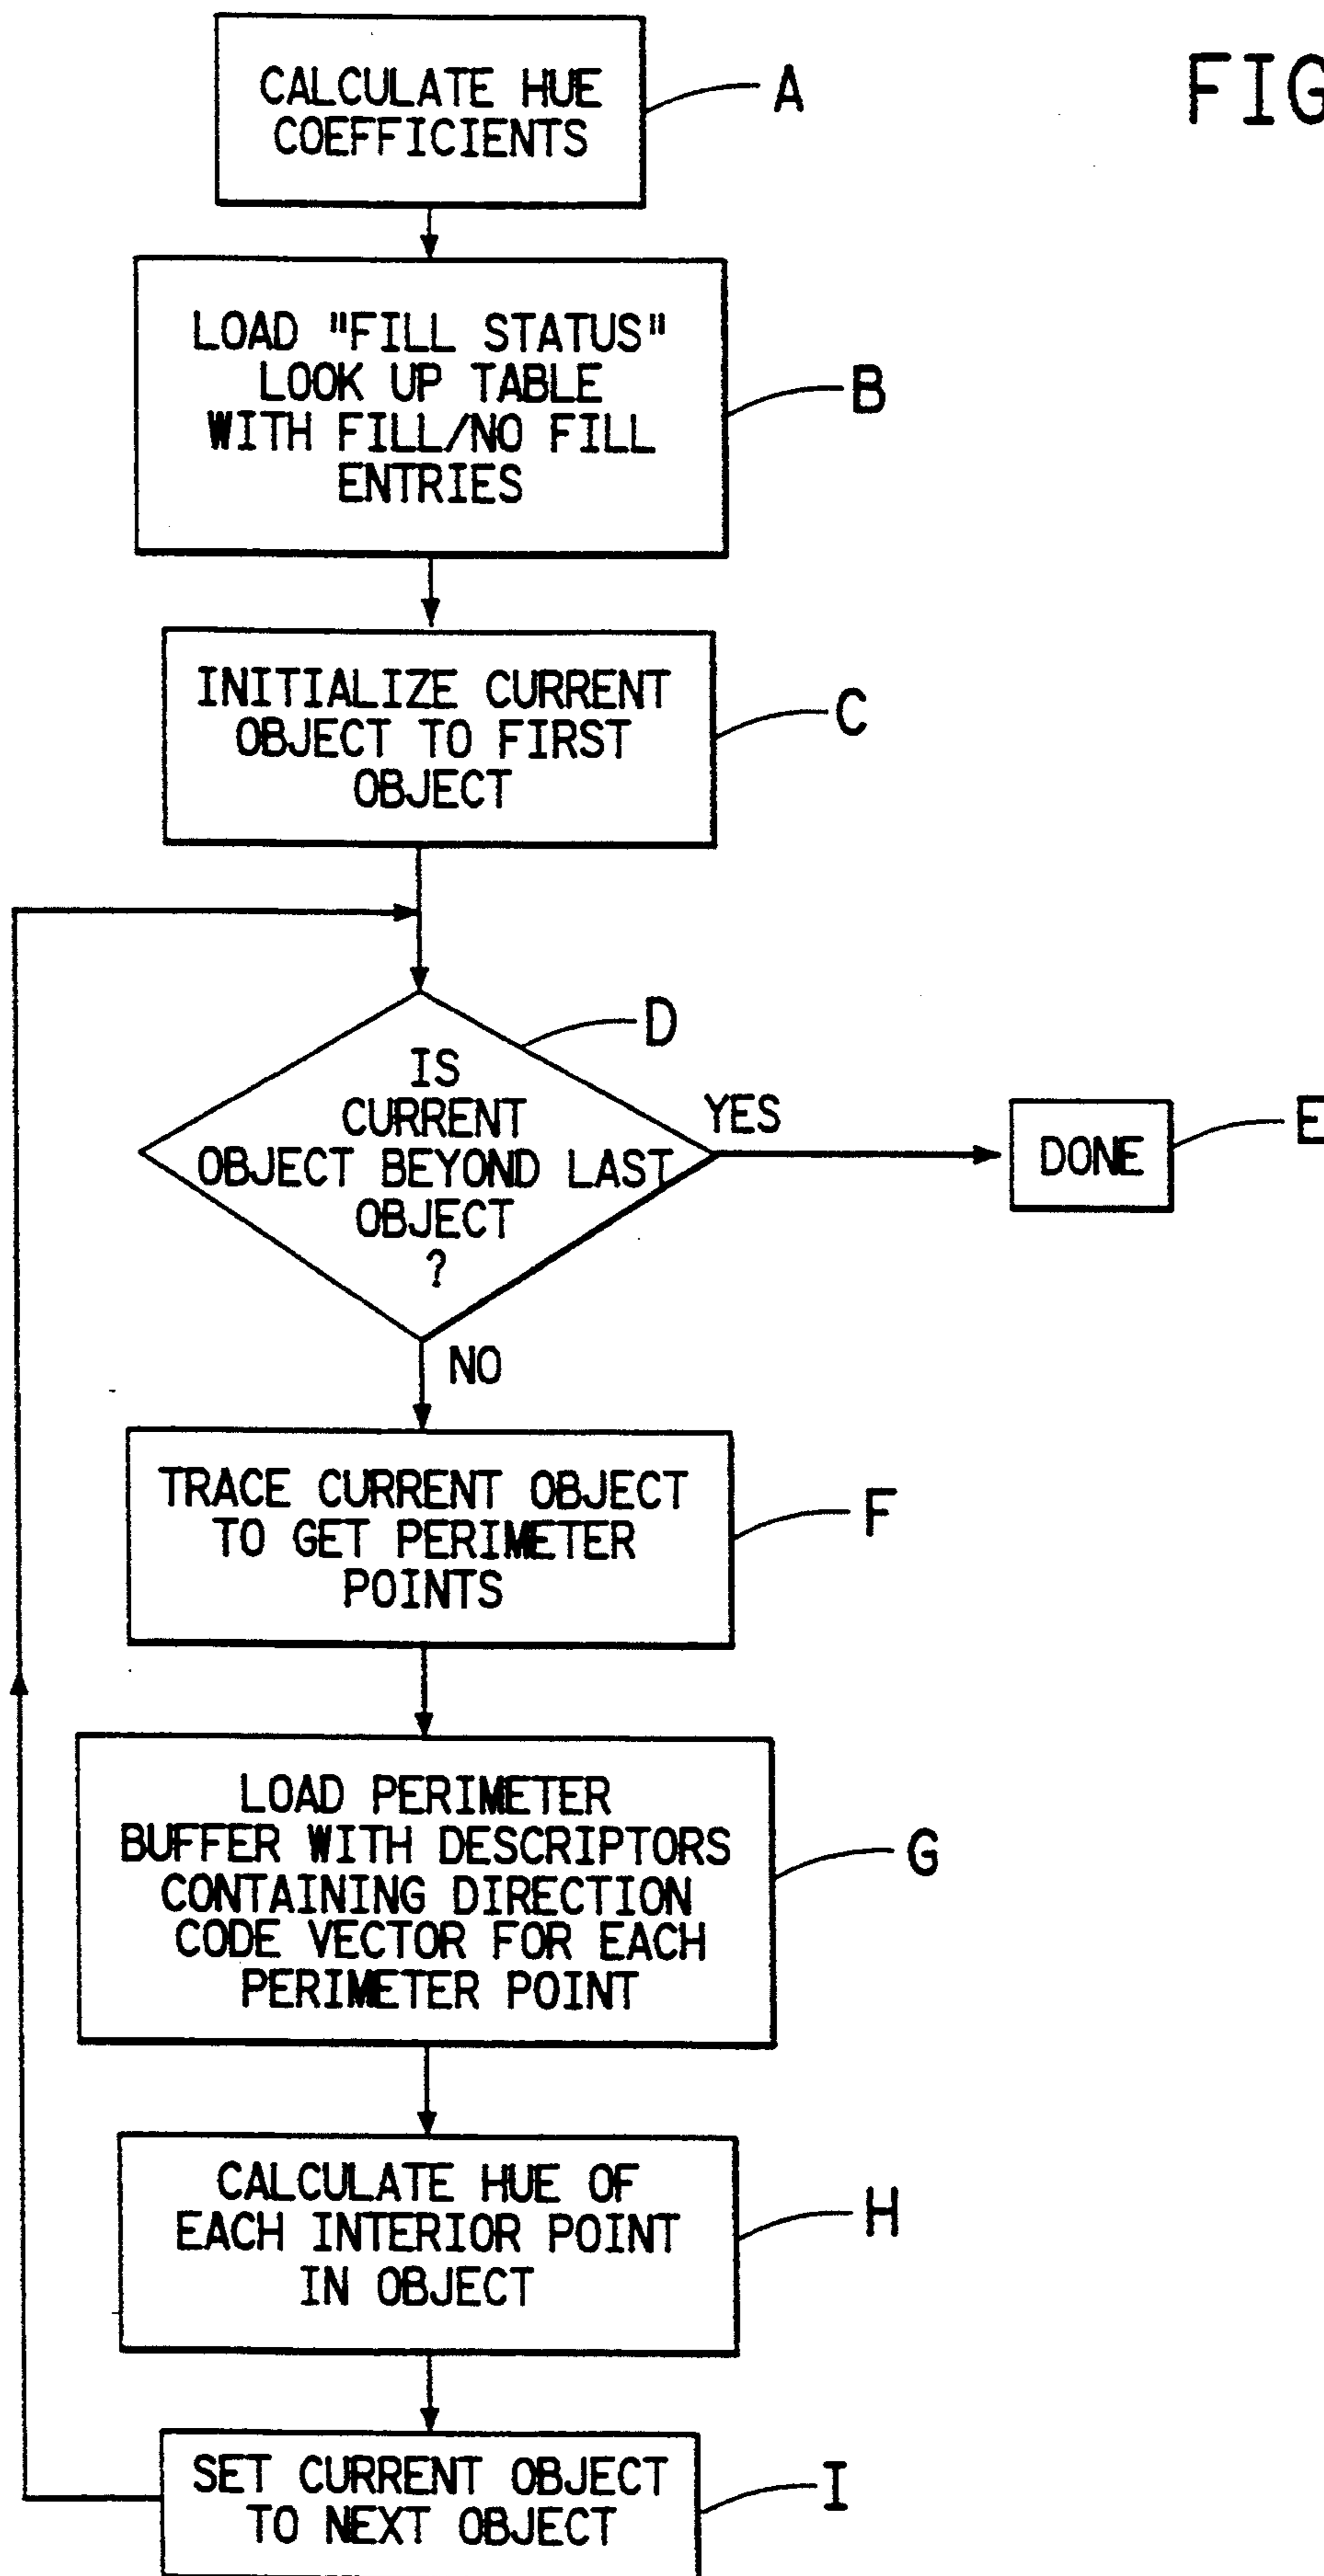 FIG
CALCULATE HUE
COEFFICIENTS
A
LOAD "FILL STATUS"
LOOK UP TABLE
WITH FILL/NO FILL
ENTRIES
B
INITIALIZE CURRENT
OBJECT TO FIRST
OBJECT
C
D
IS
CURRENT
OBJECT BEYOND LAST
OBJECT
?
YES
DONE
E
NO
TRACE CURRENT OBJECT
TO GET PERIMETER
POINTS
F
LOAD PERIMETER
BUFFER WITH DESCRIPTORS
CONTAINING DIRECTION
CODE VECTOR FOR EACH
PERIMETER POINT
G
CALCULATE HUE OF
EACH INTERIOR POINT
IN OBJECT
H
SET CURRENT OBJECT
TO NEXT OBJECT
I